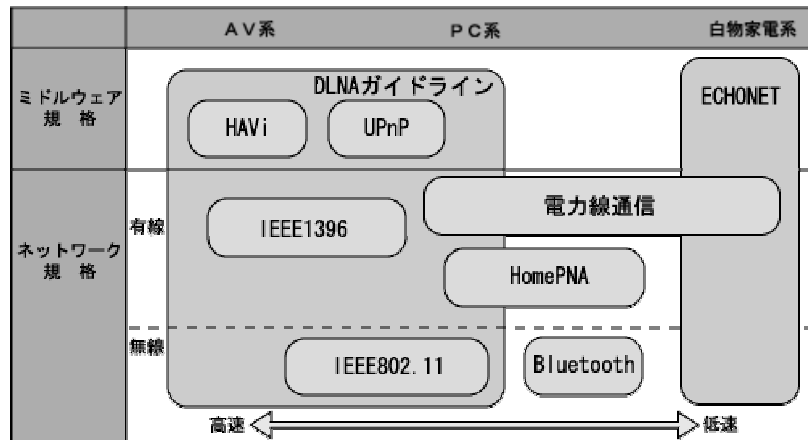 AV系 PC系 白物家電系
ミドルウェア
規 格
DLNAガイドライン
HAVi
UPnP
ECHONET
ネットワーク
規 格
有線
IEEE1396
電力線通信
HomePNA
無線
IEEE802.11
Bluetooth
高速
低速